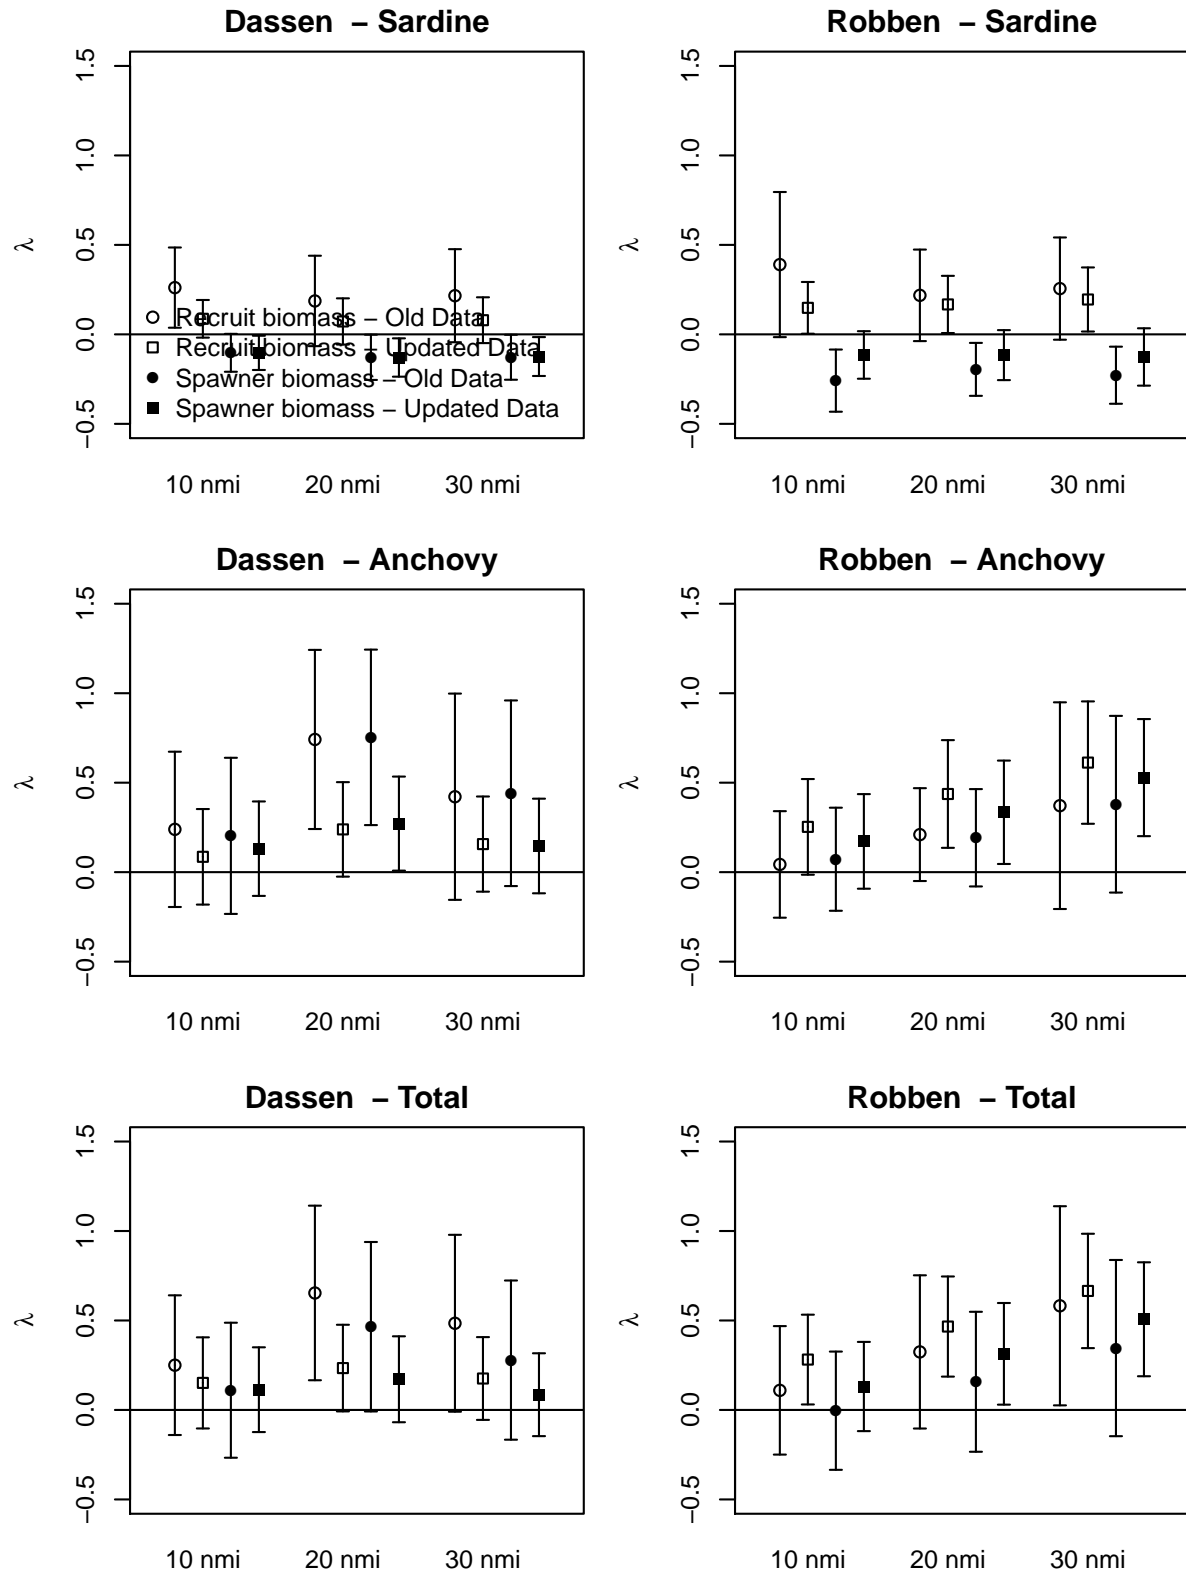 Dassen – Sardine
1.5
1.0
0.5
0.0
−0.5
λ
Recruit biomass – Old Data
Recruit biomass – Updated Data
Spawner biomass – Old Data
Spawner biomass – Updated Data
10 nmi 20 nmi 30 nmi
Robben – Sardine
1.5
1.0
0.5
0.0
−0.5
λ
10 nmi 20 nmi 30 nmi
Dassen – Anchovy
1.5
1.0
0.5
0.0
−0.5
λ
10 nmi 20 nmi 30 nmi
Robben – Anchovy
1.5
1.0
0.5
0.0
−0.5
λ
10 nmi 20 nmi 30 nmi
Dassen – Total
1.5
1.0
0.5
0.0
−0.5
λ
10 nmi 20 nmi 30 nmi
Robben – Total
1.5
1.0
0.5
0.0
−0.5
λ
10 nmi 20 nmi 30 nmi